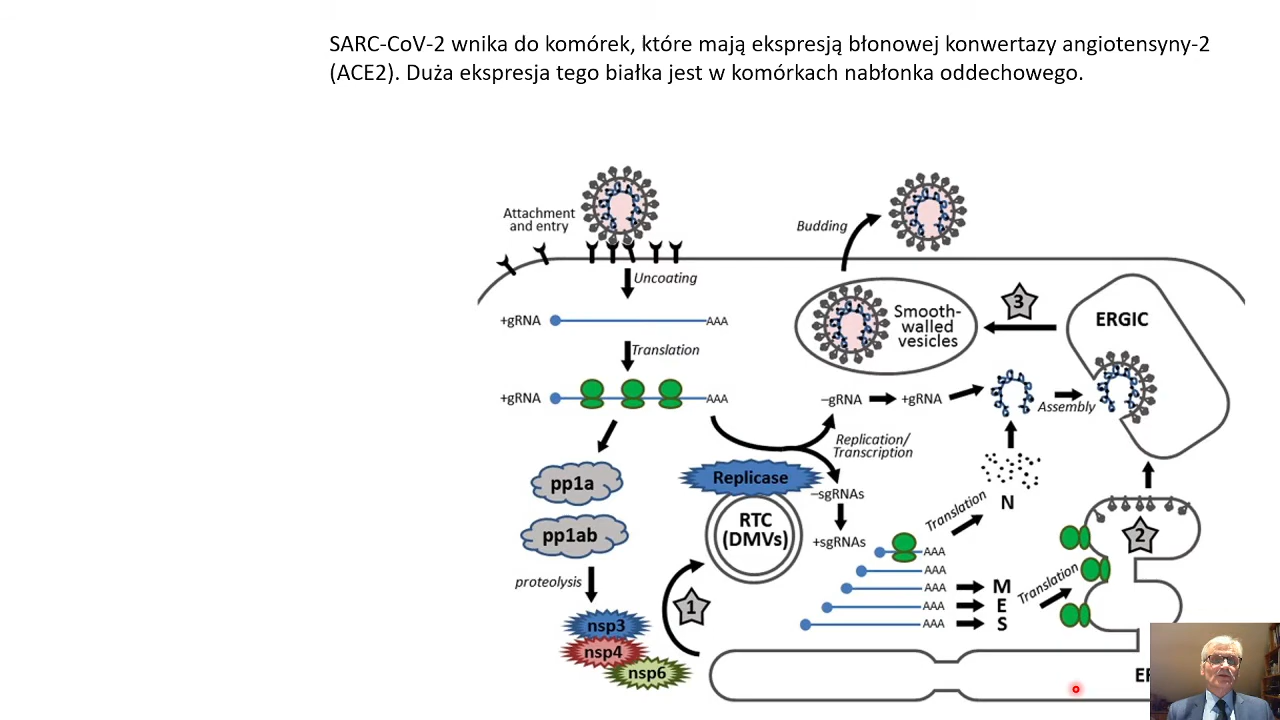 SARC-CoV-2 wnika do komórek, które mają ekspresją błonowej konwertazy angiotensyny-2
(ACE2). Duża ekspresja tego białka jest w komórkach nabłonka oddechowego.
Attachment
and entry
Budding
Uncoating
+gRNA
AAA
Smooth-
walled
vesicles
3
ERGIC
Translation
+gRNA
AAA
–gRNA
+gRNA
Assembly
Replication/
Transcription
pp1a
Replicase
–sgRNAs
N
Translation
RTC
(DMVs)
pp1ab
+sgRNAs
AAA
2
AAA
proteolysis
AAA
M
Translation
1
AAA
E
nsp3
AAA
S
nsp4
nsp6